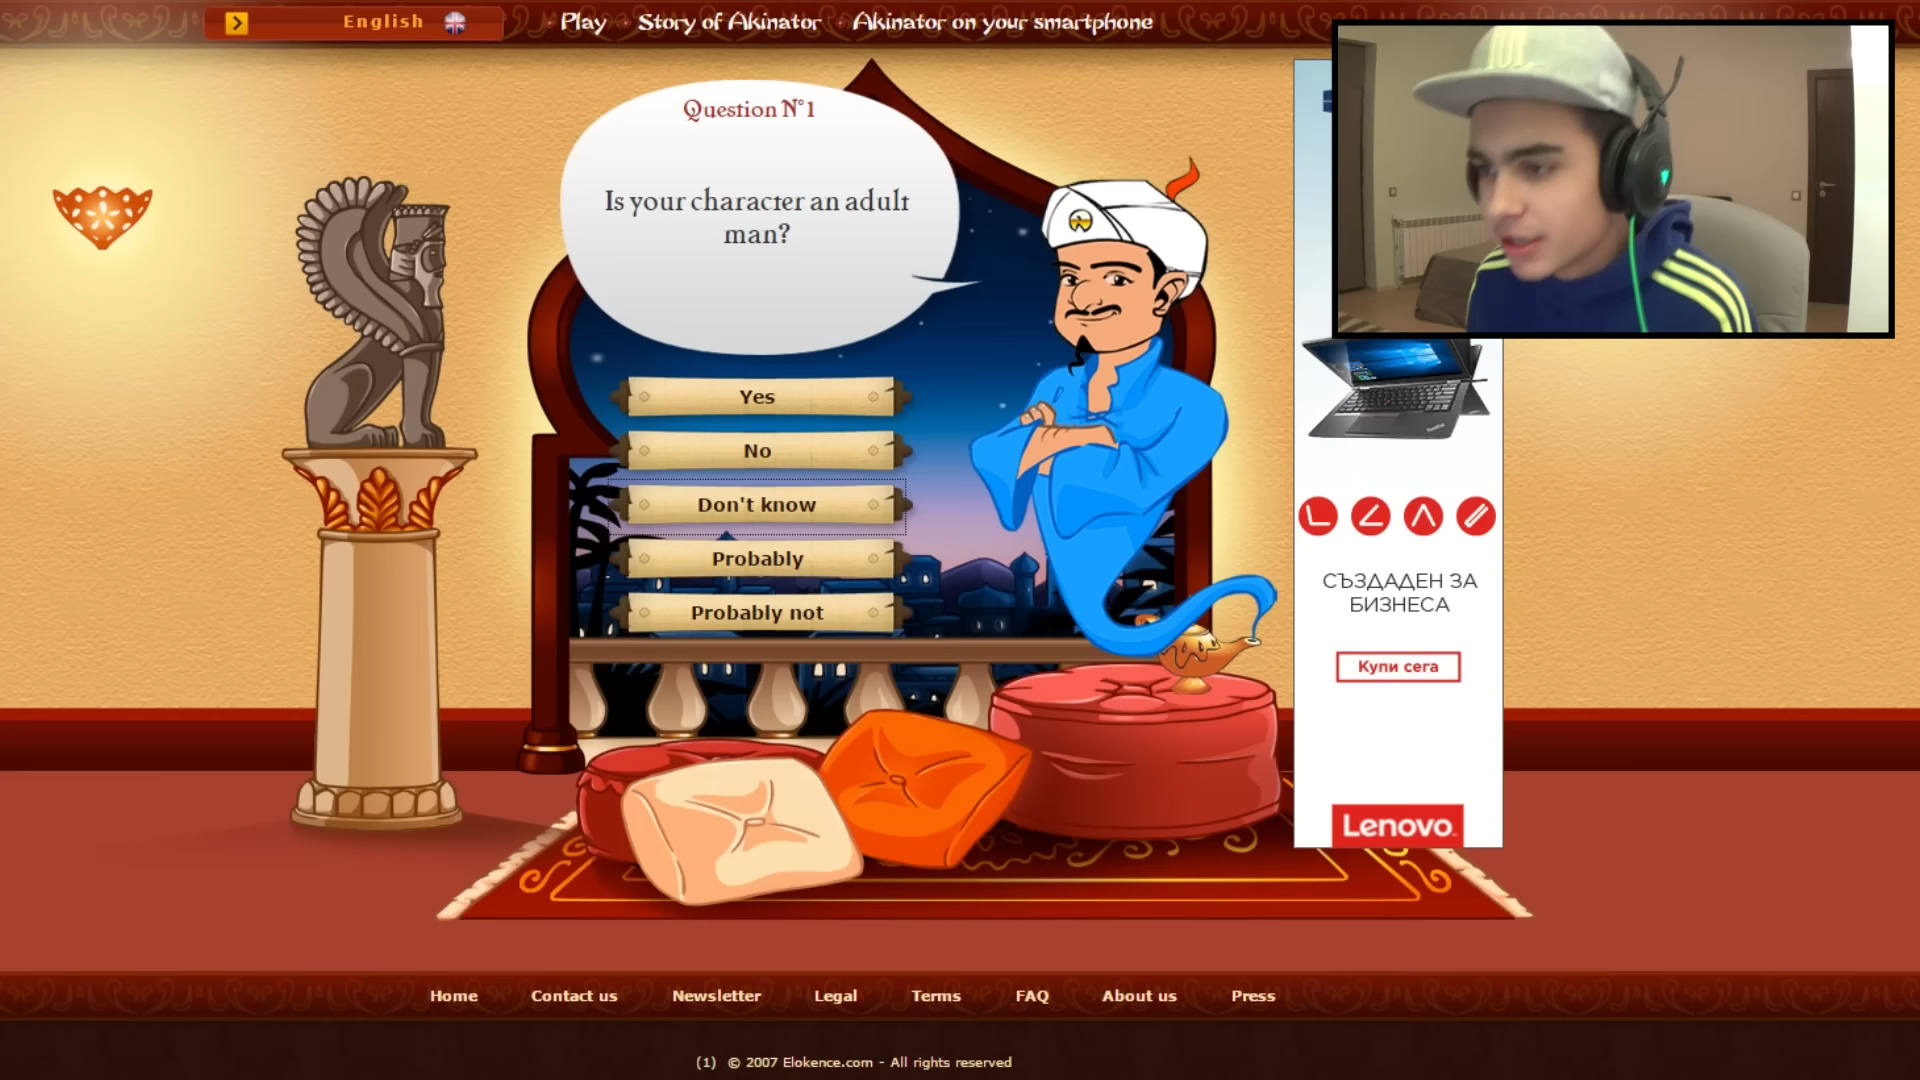 English
Play
Story of Akinator
Akinator on your smartphone
Question N°1
Is your character an adult
man?
Yes
No
Don't know
Probably
Probably not
СЪЗДАДЕН ЗА
БИЗНЕСА
Купи сега
Lenovo
Home
Contact us
Newsletter
Legal
Terms
FAQ
About us
Press
(1) © 2007 Elokence.com - All rights reserved